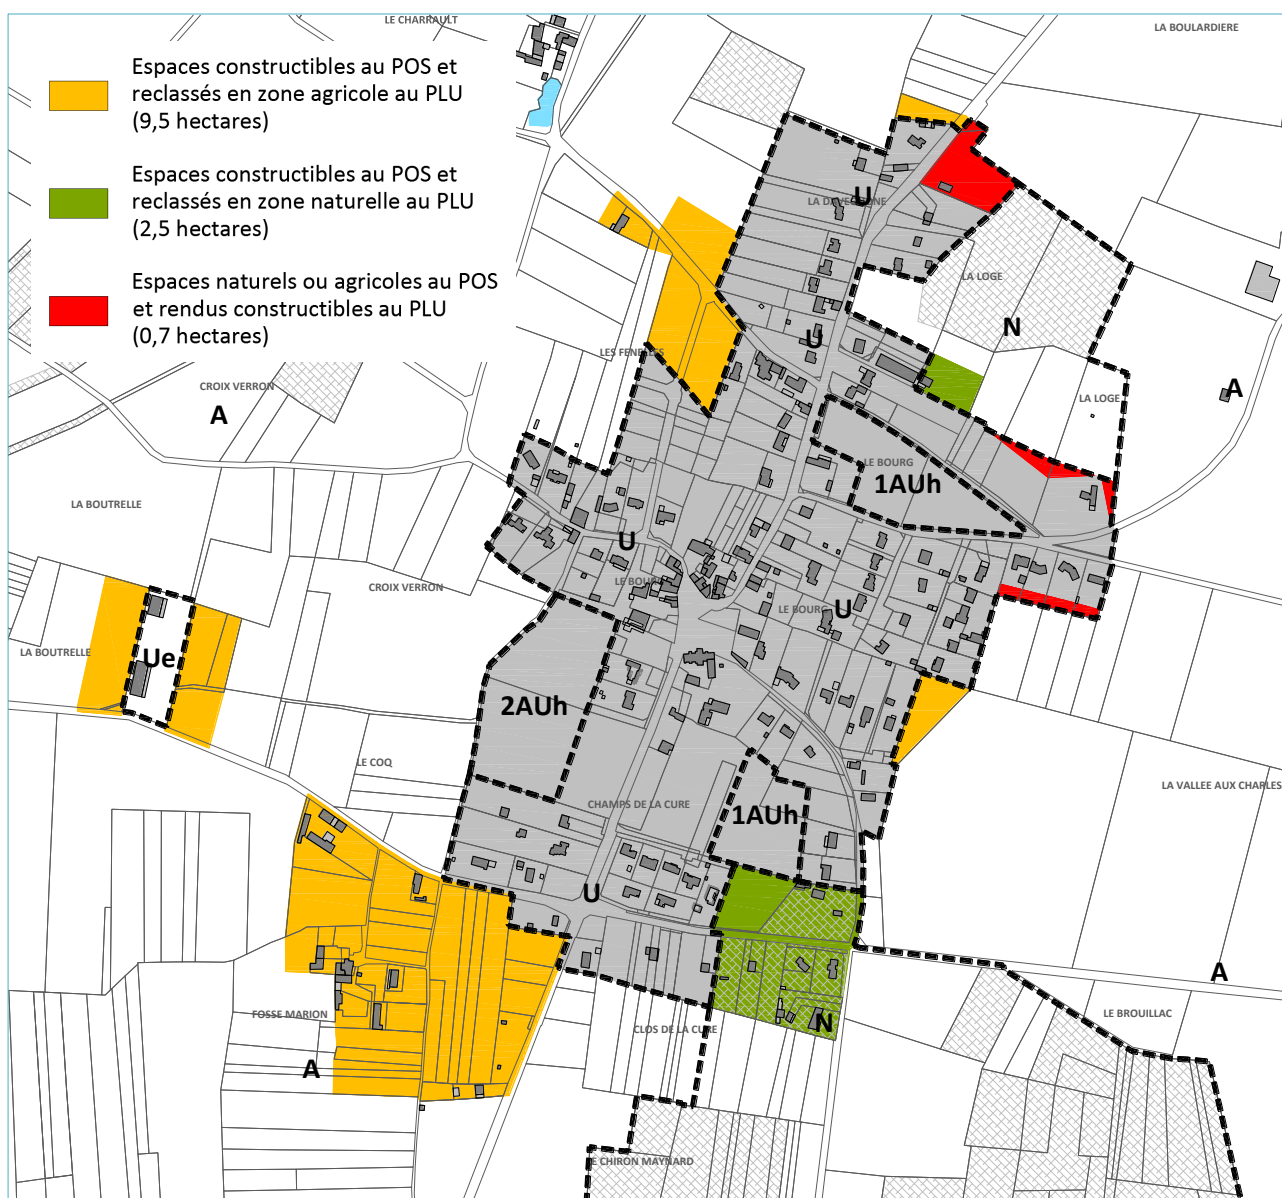 LE CHARRAULT
LA BOULARDIERE
Espaces constructibles au POS et
reclassés en zone agricole au PLU
(9,5 hectares)
Espaces constructibles au POS et
reclassés en zone naturelle au PLU
(2,5 hectares)
Espaces naturels ou agricoles au POS
et rendus constructibles au PLU
(0,7 hectares)
U
LA LOGE
N
U
LES FENELLES
CROIX VERRON
A
A
LA LOGE
LE BOURG
1AUh
LA BOUTRELLE
U
CROIX VERRON
LE BOURG
LE BOURG
U
LA BOUTRELLE
Ue
2AUh
LE COQ
LA VALLEE AUX CHARLES
CHAMPS DE LA CURE
1AUh
U
A
FOSSE MARION
LE BROUILLAC
CLOS DE LA CURE
N
A
LE CHIRON MAYNARD